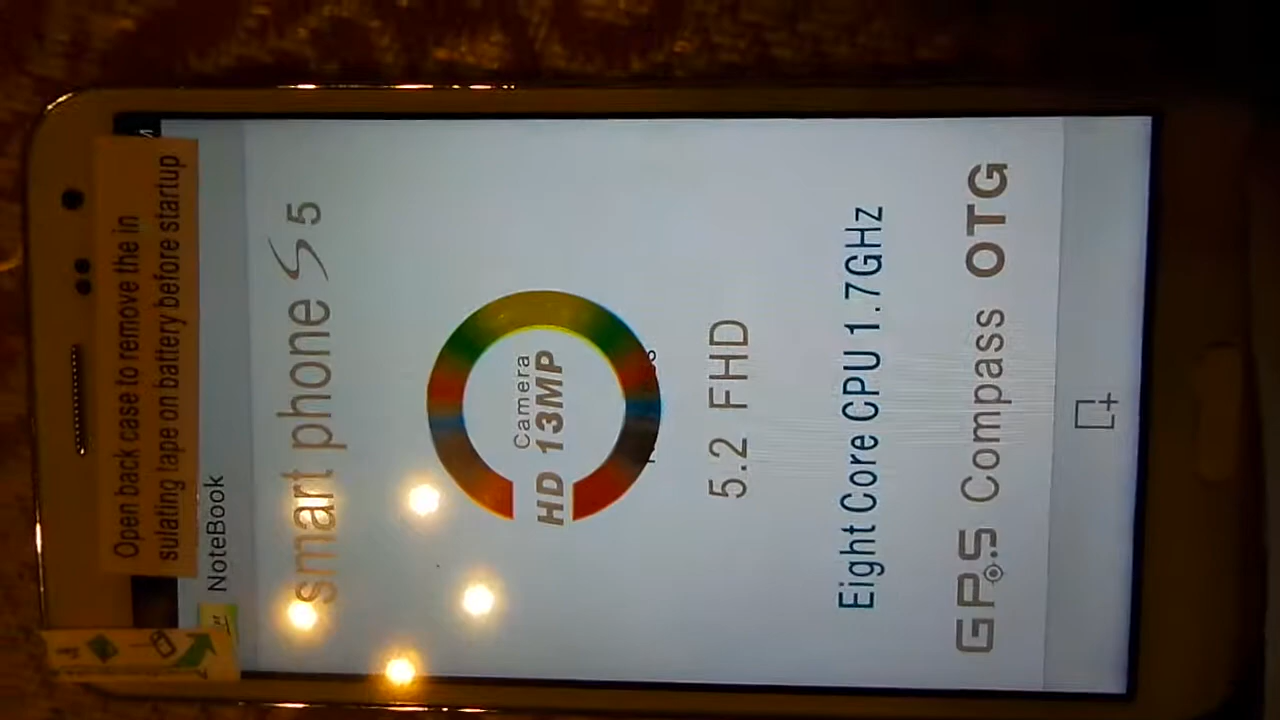 Open back case to remove the in
sulating tape on battery before startup
NoteBook
smart phone S 5
Camera
HD 13MP
5.2 FHD
Eight Core CPU 1.7GHz
GPS Compass OTG